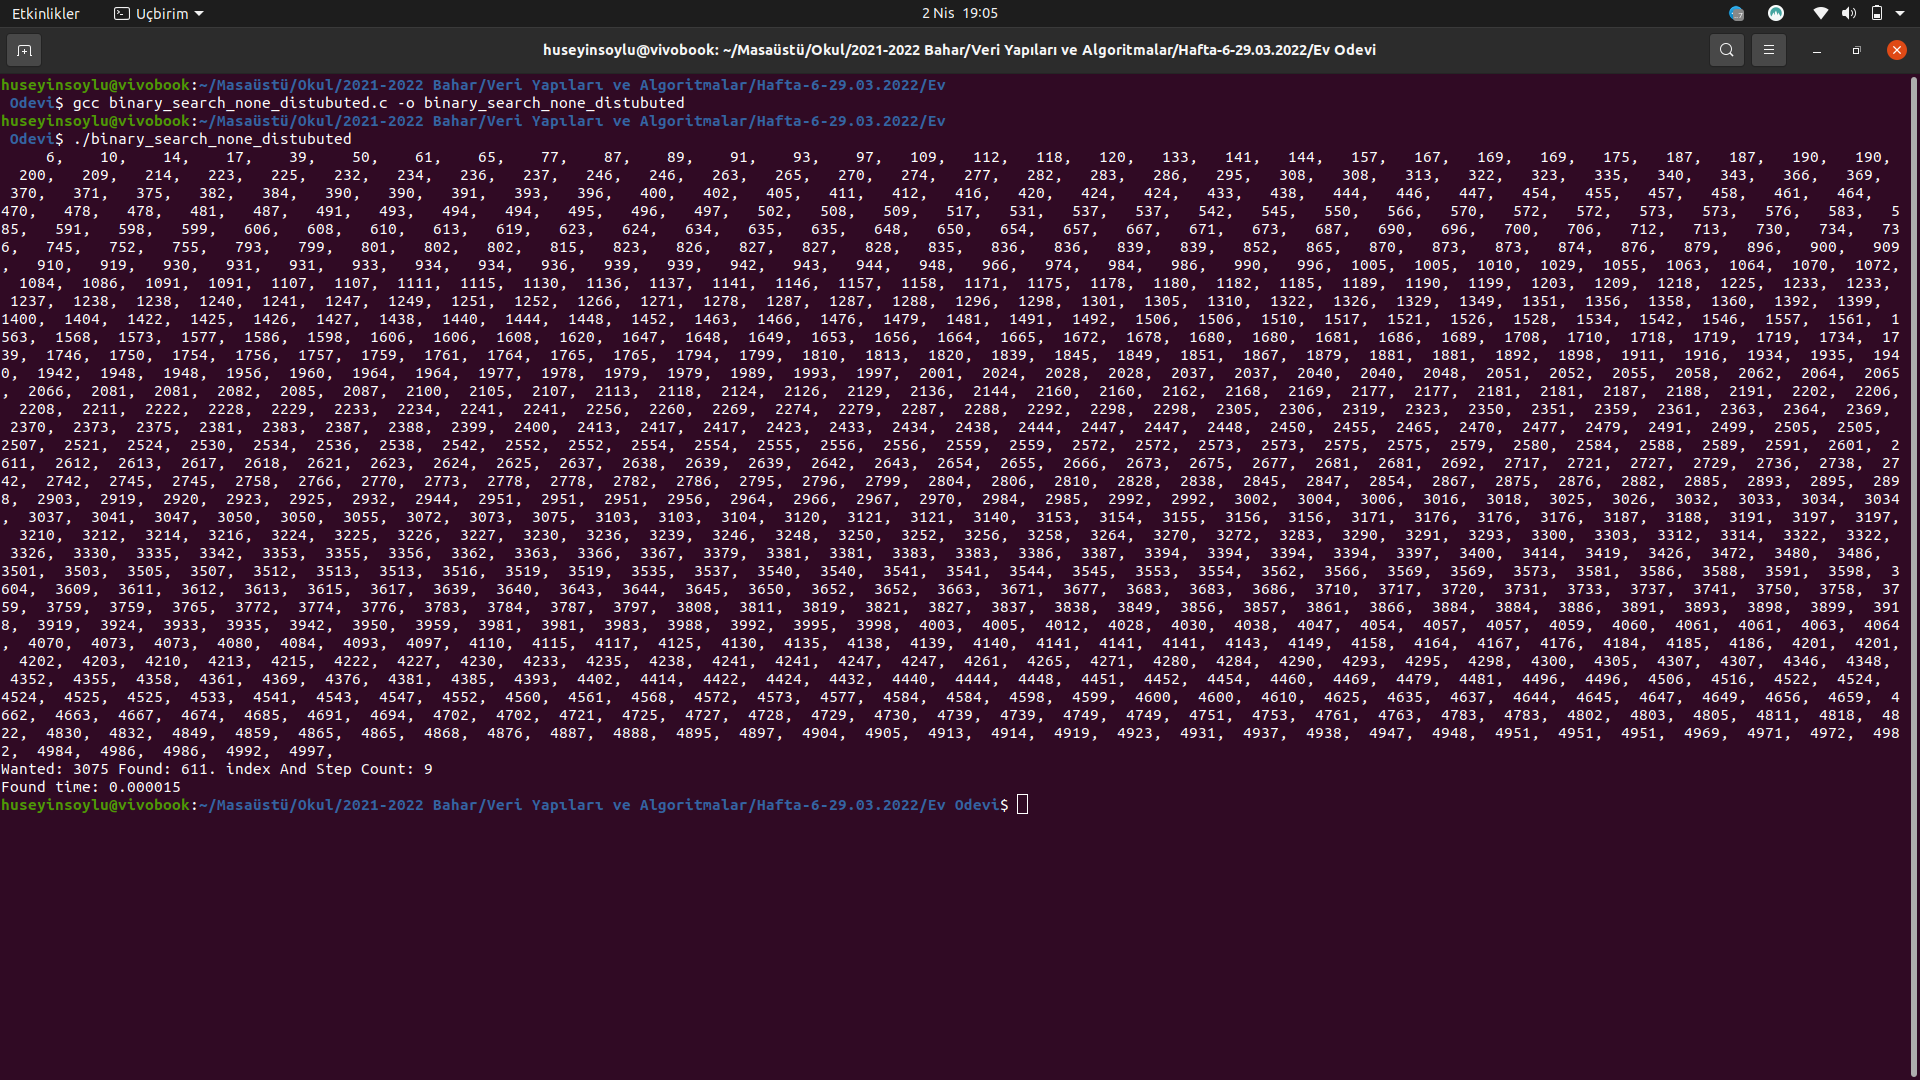 Etkinlikler Uçbirim 2 Nis 19:05
huseyinsoylu@vivobook: ~/Masaüstü/Okul/2021-2022 Bahar/Veri Yapıları ve Algoritmalar/Hafta-6-29.03.2022/Ev Odevi
huseyinsoylu@vivobook:~/Masaüstü/Okul/2021-2022 Bahar/Veri Yapıları ve Algoritmalar/Hafta-6-29.03.2022/Ev
Odevi$ gcc binary_search_none_distubuted.c -o binary_search_none_distubuted
huseyinsoylu@vivobook:~/Masaüstü/Okul/2021-2022 Bahar/Veri Yapıları ve Algoritmalar/Hafta-6-29.03.2022/Ev
Odevi$ ./binary_search_none_distubuted
6, 10, 14, 17, 39, 50, 61, 65, 77, 87, 89, 91, 93, 97, 109, 112, 118, 120, 133, 141, 144, 157, 167, 169, 169, 175, 187, 187, 190, 190,
200, 209, 214, 223, 225, 232, 234, 236, 237, 246, 246, 263, 265, 270, 274, 277, 282, 283, 286, 295, 308, 308, 313, 322, 323, 335, 340, 343, 366, 369,
370, 371, 375, 382, 384, 390, 390, 391, 393, 396, 400, 402, 405, 411, 412, 416, 420, 424, 424, 433, 438, 444, 446, 447, 454, 455, 457, 458, 461, 464,
470, 478, 478, 481, 487, 491, 493, 494, 494, 495, 496, 497, 502, 508, 509, 517, 531, 537, 537, 542, 545, 550, 566, 570, 572, 572, 573, 573, 576, 583, 5
85, 591, 598, 599, 606, 608, 610, 613, 619, 623, 624, 634, 635, 635, 648, 650, 654, 657, 667, 671, 673, 687, 690, 696, 700, 706, 712, 713, 730, 734, 73
6, 745, 752, 755, 793, 799, 801, 802, 802, 815, 823, 826, 827, 827, 828, 835, 836, 836, 839, 839, 852, 865, 870, 873, 873, 874, 876, 879, 896, 900, 909
, 910, 919, 930, 931, 931, 933, 934, 934, 936, 939, 939, 942, 943, 944, 948, 966, 974, 984, 986, 990, 996, 1005, 1005, 1010, 1029, 1055, 1063, 1064, 1070, 1072,
1084, 1086, 1091, 1091, 1107, 1107, 1111, 1115, 1130, 1136, 1137, 1141, 1146, 1157, 1158, 1171, 1175, 1178, 1180, 1182, 1185, 1189, 1190, 1199, 1203, 1209, 1218, 1225, 1233, 1233,
1237, 1238, 1238, 1240, 1241, 1247, 1249, 1251, 1252, 1266, 1271, 1278, 1287, 1287, 1288, 1296, 1298, 1301, 1305, 1310, 1322, 1326, 1329, 1349, 1351, 1356, 1358, 1360, 1392, 1399,
1400, 1404, 1422, 1425, 1426, 1427, 1438, 1440, 1444, 1448, 1452, 1463, 1466, 1476, 1479, 1481, 1491, 1492, 1506, 1506, 1510, 1517, 1521, 1526, 1528, 1534, 1542, 1546, 1557, 1561, 1
563, 1568, 1573, 1577, 1586, 1598, 1606, 1606, 1608, 1620, 1647, 1648, 1649, 1653, 1656, 1664, 1665, 1672, 1678, 1680, 1680, 1681, 1686, 1689, 1708, 1710, 1718, 1719, 1719, 1734, 17
39, 1746, 1750, 1754, 1756, 1757, 1759, 1761, 1764, 1765, 1765, 1794, 1799, 1810, 1813, 1820, 1839, 1845, 1849, 1851, 1867, 1879, 1881, 1881, 1892, 1898, 1911, 1916, 1934, 1935, 194
0, 1942, 1948, 1948, 1956, 1960, 1964, 1964, 1977, 1978, 1979, 1979, 1989, 1993, 1997, 2001, 2024, 2028, 2028, 2037, 2037, 2040, 2040, 2048, 2051, 2052, 2055, 2058, 2062, 2064, 2065
, 2066, 2081, 2081, 2082, 2085, 2087, 2100, 2105, 2107, 2113, 2118, 2124, 2126, 2129, 2136, 2144, 2160, 2160, 2162, 2168, 2169, 2177, 2177, 2181, 2181, 2187, 2188, 2191, 2202, 2206,
2208, 2211, 2222, 2228, 2229, 2233, 2234, 2241, 2241, 2256, 2260, 2269, 2274, 2279, 2287, 2288, 2292, 2298, 2298, 2305, 2306, 2319, 2323, 2350, 2351, 2359, 2361, 2363, 2364, 2369,
2370, 2373, 2375, 2381, 2383, 2387, 2388, 2399, 2400, 2413, 2417, 2417, 2423, 2433, 2434, 2438, 2444, 2447, 2447, 2448, 2450, 2455, 2465, 2470, 2477, 2479, 2491, 2499, 2505, 2505,
2507, 2521, 2524, 2530, 2534, 2536, 2538, 2542, 2552, 2552, 2554, 2554, 2555, 2556, 2556, 2559, 2559, 2572, 2572, 2573, 2573, 2575, 2575, 2579, 2580, 2584, 2588, 2589, 2591, 2601, 2
611, 2612, 2613, 2617, 2618, 2621, 2623, 2624, 2625, 2637, 2638, 2639, 2639, 2642, 2643, 2654, 2655, 2666, 2673, 2675, 2677, 2681, 2681, 2692, 2717, 2721, 2727, 2729, 2736, 2738, 27
42, 2742, 2745, 2745, 2758, 2766, 2770, 2773, 2778, 2778, 2782, 2786, 2795, 2796, 2799, 2804, 2806, 2810, 2828, 2838, 2845, 2847, 2854, 2867, 2875, 2876, 2882, 2885, 2893, 2895, 289
8, 2903, 2919, 2920, 2923, 2925, 2932, 2944, 2951, 2951, 2951, 2956, 2964, 2966, 2967, 2970, 2984, 2985, 2992, 2992, 3002, 3004, 3006, 3016, 3018, 3025, 3026, 3032, 3033, 3034, 3034
, 3037, 3041, 3047, 3050, 3050, 3055, 3072, 3073, 3075, 3103, 3103, 3104, 3120, 3121, 3121, 3140, 3153, 3154, 3155, 3156, 3156, 3171, 3176, 3176, 3176, 3187, 3188, 3191, 3197, 3197,
3210, 3212, 3214, 3216, 3224, 3225, 3226, 3227, 3230, 3236, 3239, 3246, 3248, 3250, 3252, 3256, 3258, 3264, 3270, 3272, 3283, 3290, 3291, 3293, 3300, 3303, 3312, 3314, 3322, 3322,
3326, 3330, 3335, 3342, 3353, 3355, 3356, 3362, 3363, 3366, 3367, 3379, 3381, 3381, 3383, 3383, 3386, 3387, 3394, 3394, 3394, 3394, 3397, 3400, 3414, 3419, 3426, 3472, 3480, 3486,
3501, 3503, 3505, 3507, 3512, 3513, 3513, 3516, 3519, 3519, 3535, 3537, 3540, 3540, 3541, 3541, 3544, 3545, 3553, 3554, 3562, 3566, 3569, 3569, 3573, 3581, 3586, 3588, 3591, 3598, 3
604, 3609, 3611, 3612, 3613, 3615, 3617, 3639, 3640, 3643, 3644, 3645, 3650, 3652, 3652, 3663, 3671, 3677, 3683, 3683, 3686, 3710, 3717, 3720, 3731, 3733, 3737, 3741, 3750, 3758, 37
59, 3759, 3759, 3765, 3772, 3774, 3776, 3783, 3784, 3787, 3797, 3808, 3811, 3819, 3821, 3827, 3837, 3838, 3849, 3856, 3857, 3861, 3866, 3884, 3884, 3886, 3891, 3893, 3898, 3899, 391
8, 3919, 3924, 3933, 3935, 3942, 3950, 3959, 3981, 3981, 3983, 3988, 3992, 3995, 3998, 4003, 4005, 4012, 4028, 4030, 4038, 4047, 4054, 4057, 4057, 4059, 4060, 4061, 4061, 4063, 4064
, 4070, 4073, 4073, 4080, 4084, 4093, 4097, 4110, 4115, 4117, 4125, 4130, 4135, 4138, 4139, 4140, 4141, 4141, 4141, 4143, 4149, 4158, 4164, 4167, 4176, 4184, 4185, 4186, 4201, 4201,
4202, 4203, 4210, 4213, 4215, 4222, 4227, 4230, 4233, 4235, 4238, 4241, 4241, 4247, 4247, 4261, 4265, 4271, 4280, 4284, 4290, 4293, 4295, 4298, 4300, 4305, 4307, 4307, 4346, 4348,
4352, 4355, 4358, 4361, 4369, 4376, 4381, 4385, 4393, 4402, 4414, 4422, 4424, 4432, 4440, 4444, 4448, 4451, 4452, 4454, 4460, 4469, 4479, 4481, 4496, 4496, 4506, 4516, 4522, 4524,
4524, 4525, 4525, 4533, 4541, 4543, 4547, 4552, 4560, 4561, 4568, 4572, 4573, 4577, 4584, 4584, 4598, 4599, 4600, 4600, 4610, 4625, 4635, 4637, 4644, 4645, 4647, 4649, 4656, 4659, 4
662, 4663, 4667, 4674, 4685, 4691, 4694, 4702, 4702, 4721, 4725, 4727, 4728, 4729, 4730, 4739, 4739, 4749, 4749, 4751, 4753, 4761, 4763, 4783, 4783, 4802, 4803, 4805, 4811, 4818, 48
22, 4830, 4832, 4849, 4859, 4865, 4865, 4868, 4876, 4887, 4888, 4895, 4897, 4904, 4905, 4913, 4914, 4919, 4923, 4931, 4937, 4938, 4947, 4948, 4951, 4951, 4951, 4969, 4971, 4972, 498
2, 4984, 4986, 4986, 4992, 4997,
Wanted: 3075 Found: 611. index And Step Count: 9
Found time: 0.000015
huseyinsoylu@vivobook:~/Masaüstü/Okul/2021-2022 Bahar/Veri Yapıları ve Algoritmalar/Hafta-6-29.03.2022/Ev Odevi$